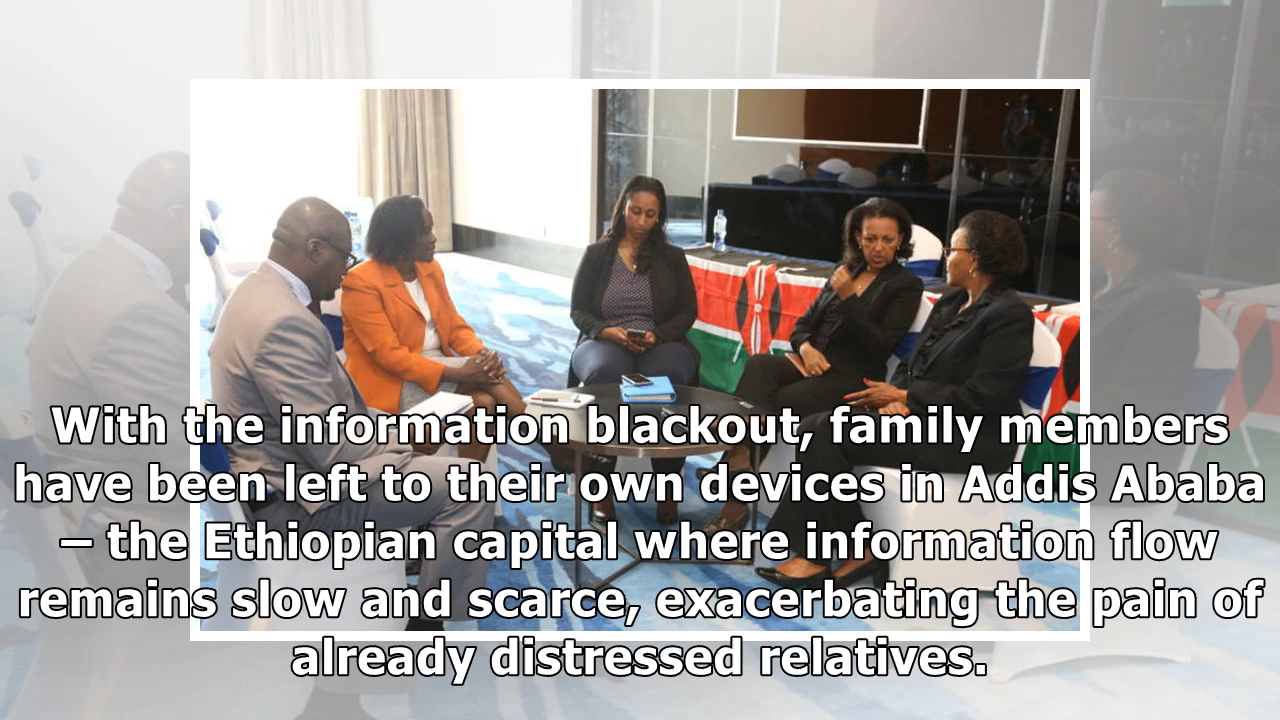 With the information blackout, family members
have been left to their own devices in Addis Ababa
– the Ethiopian capital where information flow
remains slow and scarce, exacerbating the pain of
already distressed relatives.